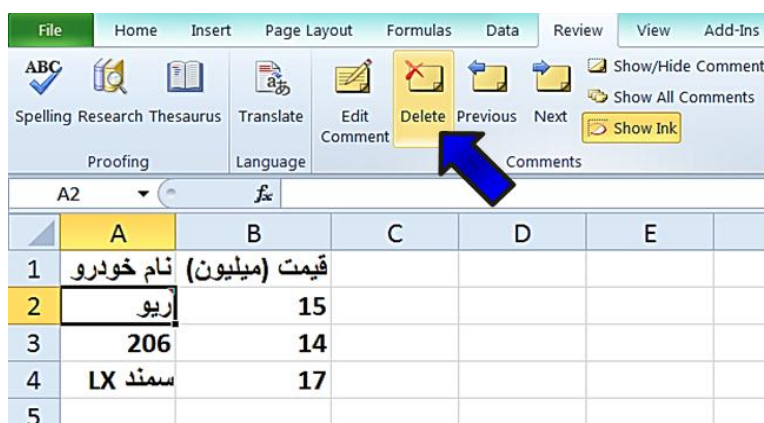 File Home Insert Page Layout Formulas Data Review View Add-Ins
ABC
Show/Hide Comment
Show All Comments
Show Ink
Spelling Research Thesaurus Translate Edit Comment Delete Previous Next
Proofing Language Comments
A2 fx
A B C D E
1 نام خودرو قیمت (میلیون)
2 ریو 15
3 206 14
4 سمند LX 17
5